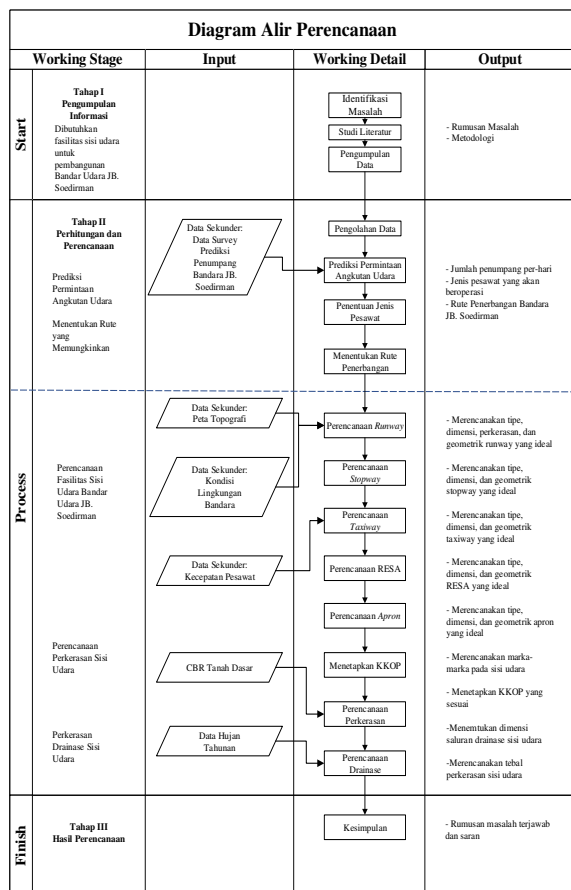 Diagram Alir Perencanaan
Working Stage
Input
Working Detail
Output
Start
Tahap I
Pengumpulan
Informasi
Dibutuhkan
fasilitas sisi udara
untuk
pembangunan
Bandar Udara JB.
Soedirman
Identifikasi
Masalah
Studi Literatur
Pengumpulan
Data
- Rumusan Masalah
- Metodologi
Process
Tahap II
Perhitungan dan
Perencanaan
Prediksi
Permintaan
Angkutan Udara
Menentukan Rute
yang
Memungkinkan
Data Sekunder:
Data Survey
Prediksi
Penumpang
Bandara JB.
Soedirman
Pengolahan Data
Prediksi Permintaan
Angkutan Udara
Penentuan Jenis
Pesawat
Menentukan Rute
Penerbangan
- Jumlah penumpang per-hari
- Jenis pesawat yang akan
beroperasi
- Rute Penerbangan Bandara
JB. Soedirman
Perencanaan
Fasilitas Sisi
Udara Bandar
Udara JB.
Soedirman
Perencanaan
Perkerasan Sisi
Udara
Perkerasan
Drainase Sisi
Udara
Data Sekunder:
Peta Topografi
Data Sekunder:
Kondisi
Lingkungan
Bandara
Data Sekunder:
Kecepatan Pesawat
CBR Tanah Dasar
Data Hujan
Tahunan
Perencanaan Runway
Perencanaan
Stopway
Perencanaan
Taxiway
Perencanaan RESA
Perencanaan Apron
Menetapkan KKOP
Perencanaan
Perkerasan
Perencanaan
Drainase
- Merencanakan tipe,
dimensi, perkerasan, dan
geometrik runway yang ideal
- Merencanakan tipe,
dimensi, dan geometrik
stopway yang ideal
- Merencanakan tipe,
dimensi, dan geometrik
taxiway yang ideal
- Merencanakan tipe,
dimensi, dan geometrik
RESA yang ideal
- Merencanakan tipe,
dimensi, dan geometrik apron
yang ideal
- Merencanakan marka-
marka pada sisi udara
- Menetapkan KKOP yang
sesuai
-Menemtukan dimensi
saluran drainase sisi udara
-Merencanakan tebal
perkerasan sisi udara
Finish
Tahap III
Hasil Perencanaan
Kesimpulan
- Rumusan masalah terjawab
dan saran